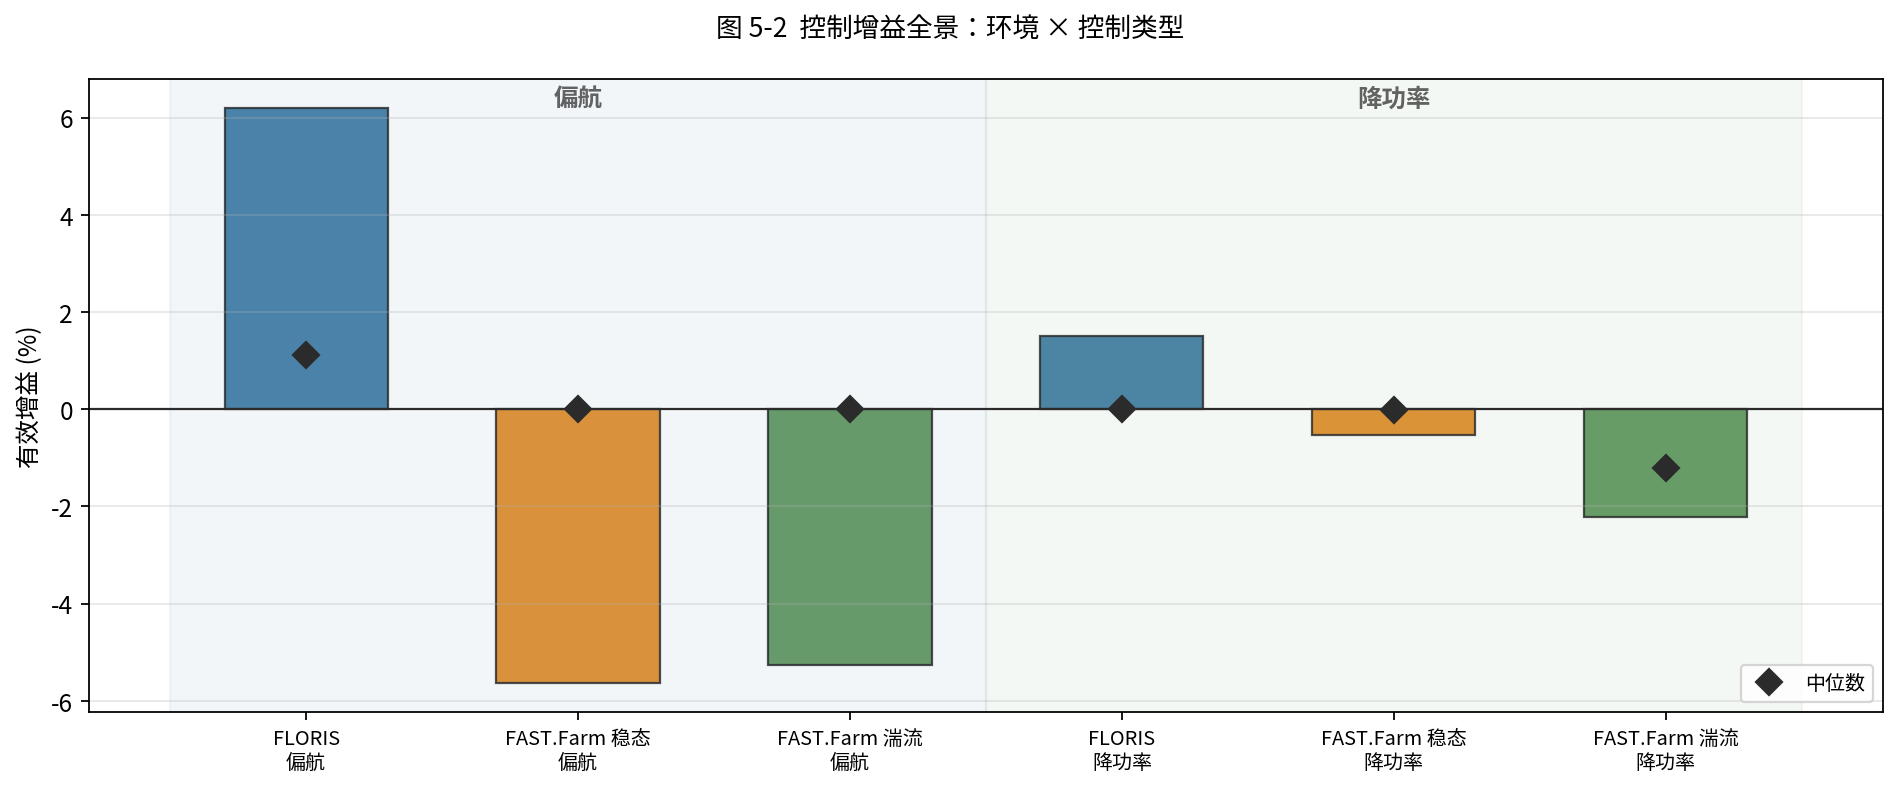 图 5-2 控制增益全景：环境 × 控制类型
偏航
降功率
有效增益 (%)
6
4
2
0
-2
-4
-6
中位数
FLORIS
偏航
FAST.Farm 稳态
偏航
FAST.Farm 湍流
偏航
FLORIS
降功率
FAST.Farm 稳态
降功率
FAST.Farm 湍流
降功率